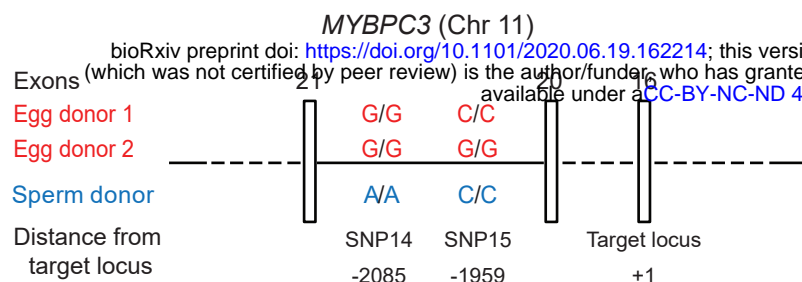 MYBPC3 (Chr 11)
bioRxiv preprint doi: https://doi.org/10.1101/2020.06.19.162214; this versi
(which was not certified by peer review) is the author/funder, who has grante
available under aCC-BY-NC-ND 4
Exons 21 20 16
Egg donor 1 G/G C/C
Egg donor 2 G/G G/G
Sperm donor A/A C/C
Distance from SNP14 SNP15 Target locus
target locus -2085 -1959 +1